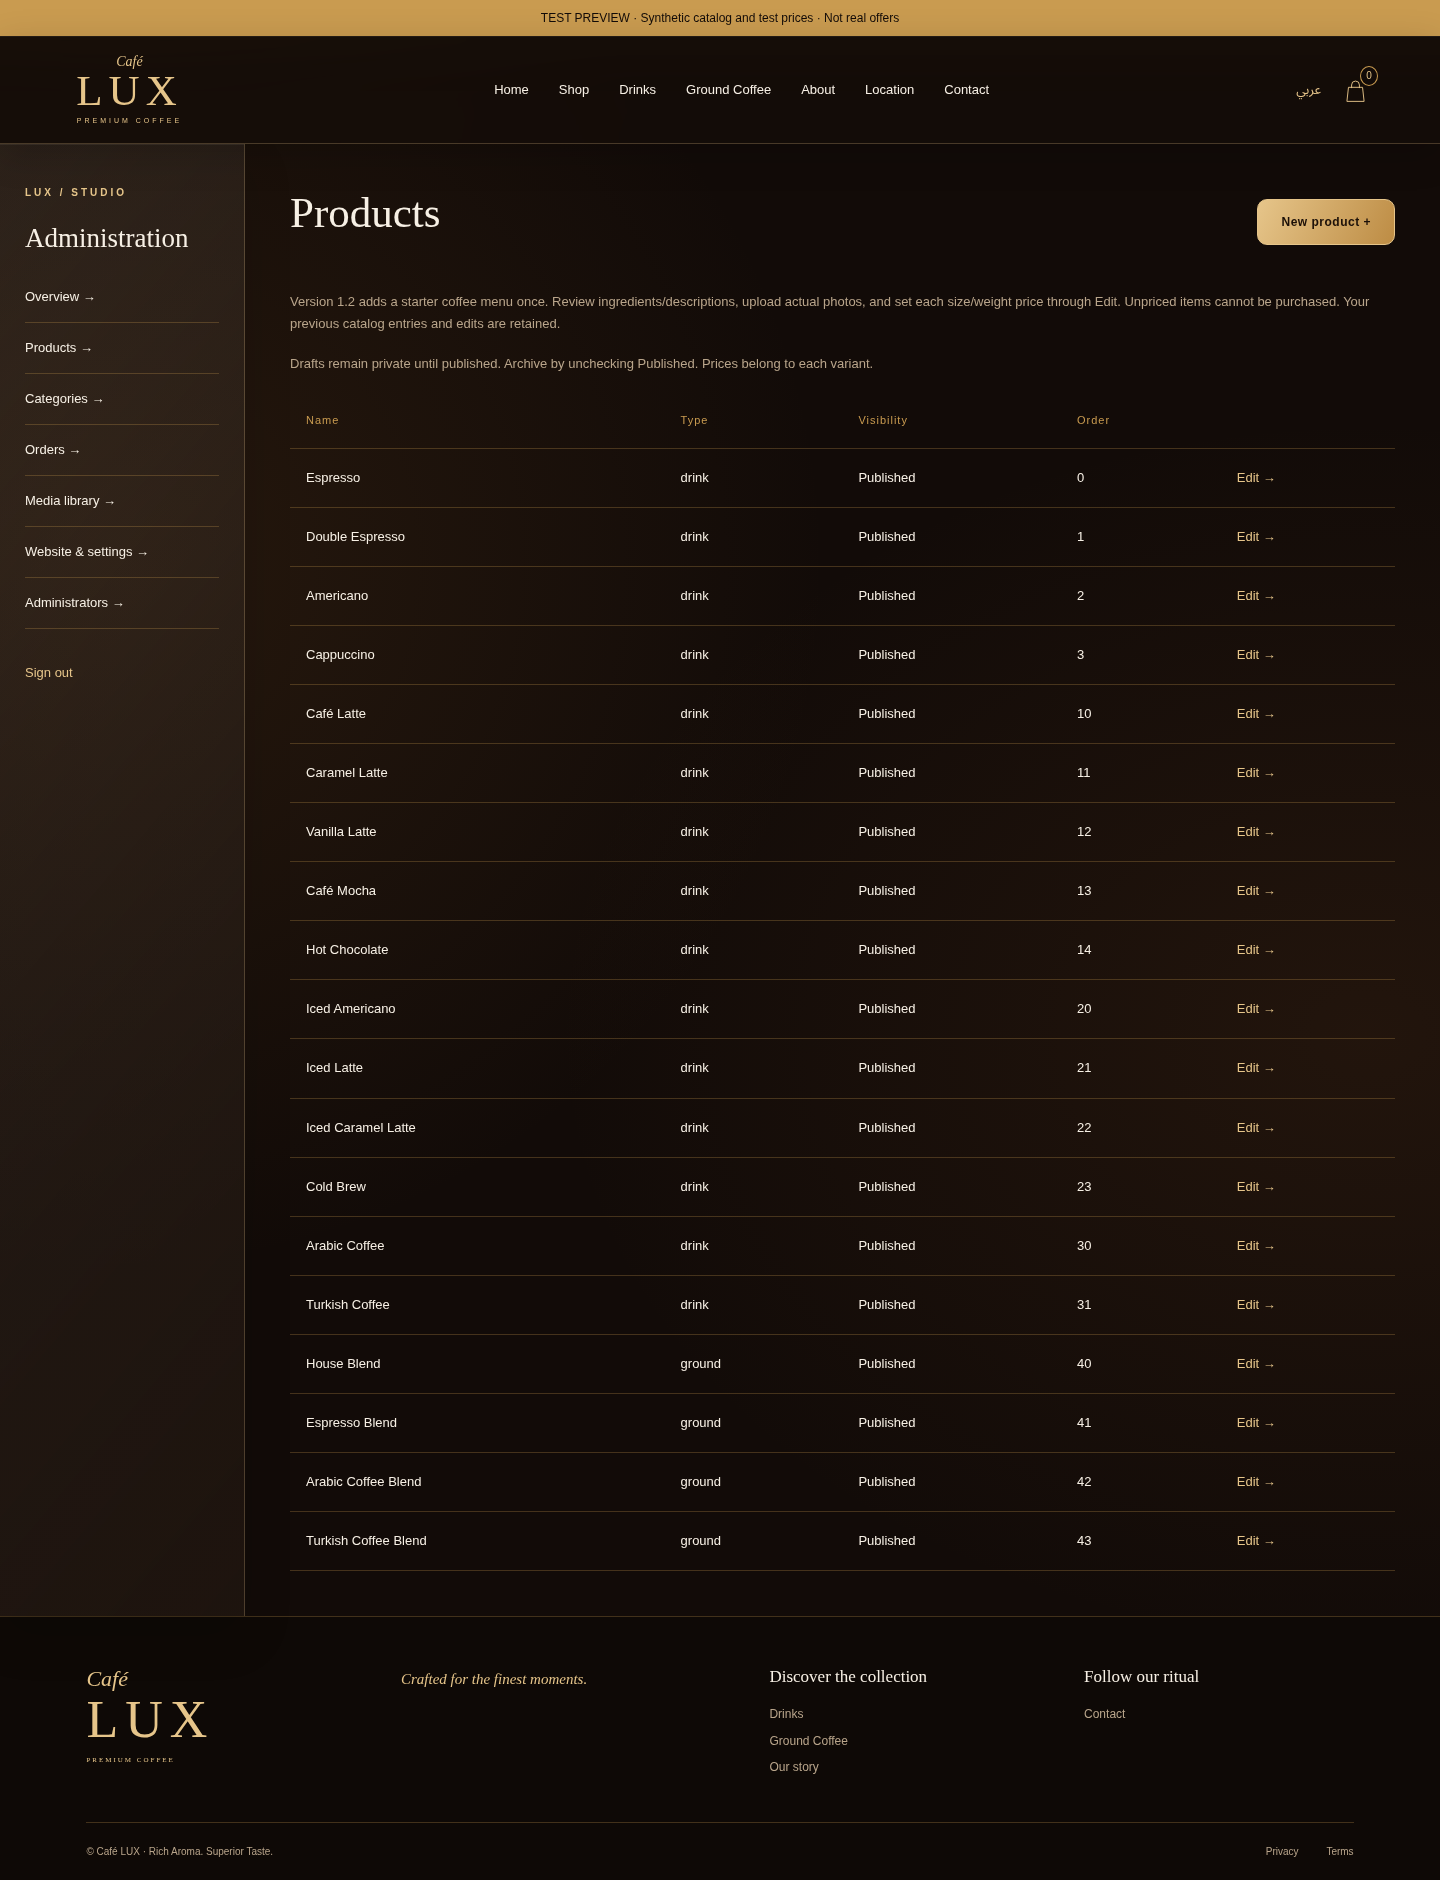 TEST PREVIEW · Synthetic catalog and test prices · Not real offers
Café
LUX
PREMIUM COFFEE
Home Shop Drinks Ground Coffee About Location Contact
عربي
0
LUX / STUDIO
Administration
Overview →
Products →
Categories →
Orders →
Media library →
Website & settings →
Administrators →
Sign out
Products
New product +
Version 1.2 adds a starter coffee menu once. Review ingredients/descriptions, upload actual photos, and set each size/weight price through Edit. Unpriced items cannot be purchased. Your
previous catalog entries and edits are retained.
Drafts remain private until published. Archive by unchecking Published. Prices belong to each variant.
Name Type Visibility Order
Espresso drink Published 0 Edit →
Double Espresso drink Published 1 Edit →
Americano drink Published 2 Edit →
Cappuccino drink Published 3 Edit →
Café Latte drink Published 10 Edit →
Caramel Latte drink Published 11 Edit →
Vanilla Latte drink Published 12 Edit →
Café Mocha drink Published 13 Edit →
Hot Chocolate drink Published 14 Edit →
Iced Americano drink Published 20 Edit →
Iced Latte drink Published 21 Edit →
Iced Caramel Latte drink Published 22 Edit →
Cold Brew drink Published 23 Edit →
Arabic Coffee drink Published 30 Edit →
Turkish Coffee drink Published 31 Edit →
House Blend ground Published 40 Edit →
Espresso Blend ground Published 41 Edit →
Arabic Coffee Blend ground Published 42 Edit →
Turkish Coffee Blend ground Published 43 Edit →
Café
LUX
PREMIUM COFFEE
Crafted for the finest moments.
Discover the collection
Drinks
Ground Coffee
Our story
Follow our ritual
Contact
© Café LUX · Rich Aroma. Superior Taste.
Privacy Terms